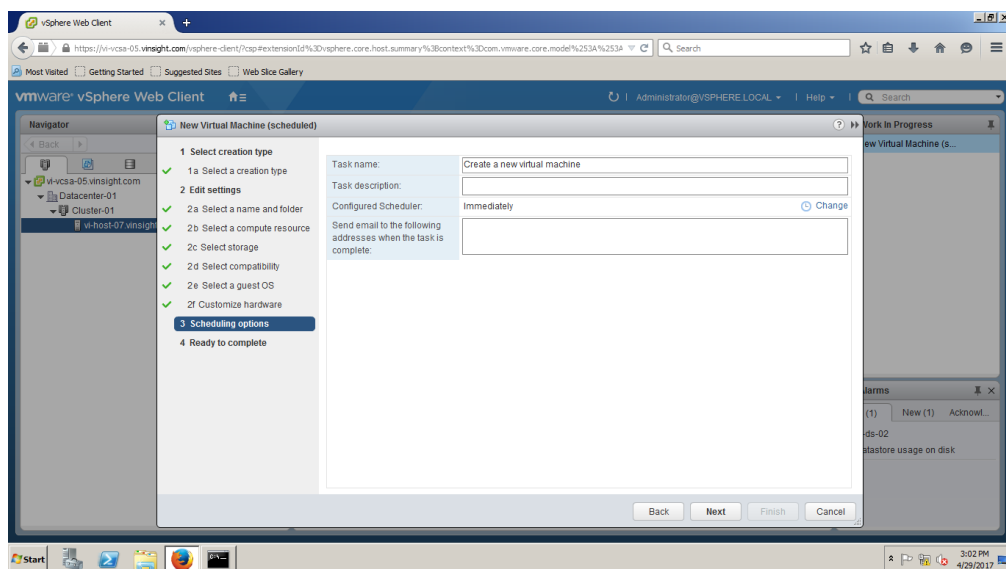 vSphere Web Client
https://vi-vcsa-05.vinsight.com/vsphere-client/?csp#extensionId%3Dvsphere.core.host.summary%3Bcontext%3Dcom.vmware.core.model%253A%253A
Search
Most Visited Getting Started Suggested Sites Web Slice Gallery
vmware® vSphere Web Client
Administrator@VSPHERE.LOCAL Help Search
Navigator
Back
vi-vcsa-05.vinsight.com
Datacenter-01
Cluster-01
vi-host-07.vinsight
New Virtual Machine (scheduled)
1 Select creation type
1a Select a creation type
2 Edit settings
2a Select a name and folder
2b Select a compute resource
2c Select storage
2d Select compatibility
2e Select a guest OS
2f Customize hardware
3 Scheduling options
4 Ready to complete
Task name: Create a new virtual machine
Task description:
Configured Scheduler: Immediately Change
Send email to the following
addresses when the task is
complete:
Back Next Finish Cancel
Work In Progress
ew Virtual Machine (s...
larms
(1) New (1) Acknowl...
-ds-02
atastore usage on disk
Start
3:02 PM
4/29/2017